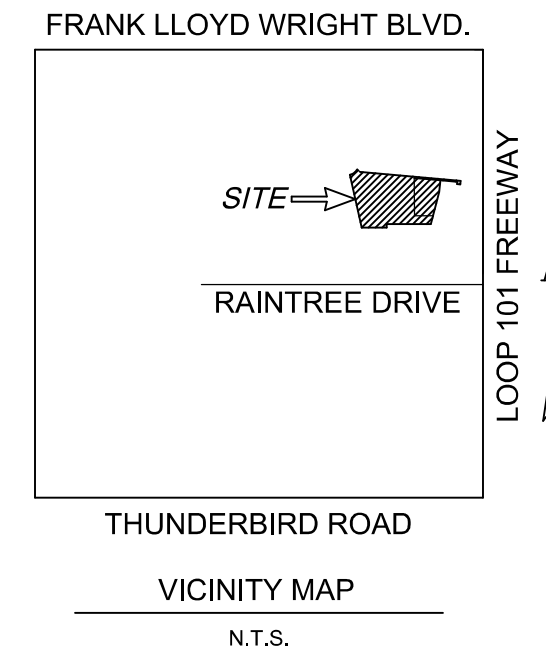 FRANK LLOYD WRIGHT BLVD.
SITE
LOOP 101 FREEWAY
RAINTREE DRIVE
THUNDERBIRD ROAD
VICINITY MAP
N.T.S.